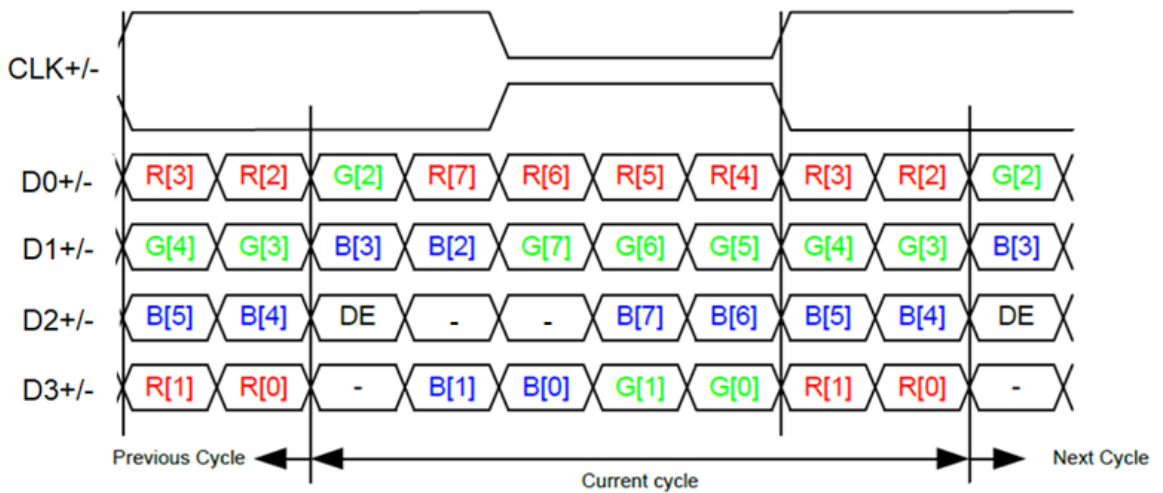 CLK+/-
D0+/- R[3] R[2] G[2] R[7] R[6] R[5] R[4] R[3] R[2] G[2]
D1+/- G[4] G[3] B[3] B[2] G[7] G[6] G[5] G[4] G[3] B[3]
D2+/- B[5] B[4] DE - - B[7] B[6] B[5] B[4] DE
D3+/- R[1] R[0] - B[1] B[0] G[1] G[0] R[1] R[0] -
Previous Cycle Current cycle Next Cycle